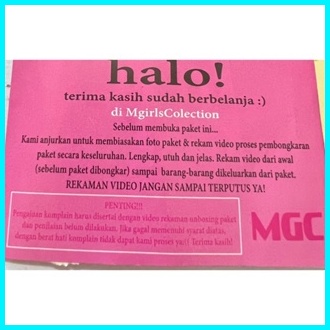 halo!
terima kasih sudah berbelanja :)
di MgirlsColection
Sebelum membuka paket ini....
Kami anjurkan untuk membiasakan foto paket & rekam video proses pembongkaran
paket secara keseluruhan. Lengkap, utuh dan jelas. Rekam video dari awal
(sebelum paket dibongkar) sampai barang-barang dikeluarkan dari paket.
REKAMAN VIDEO JANGAN SAMPAI TERPUTUS YA!
PENTING!!!
Pengajuan komplain harus disertai dengan video rekaman unboxing paket
dan penilaian belum dilakukan. Jika gagal memenuhi syarat diatas,
dengan berat hati komplain tidak dapat kami proses ya!! Terima kasih!
MGC